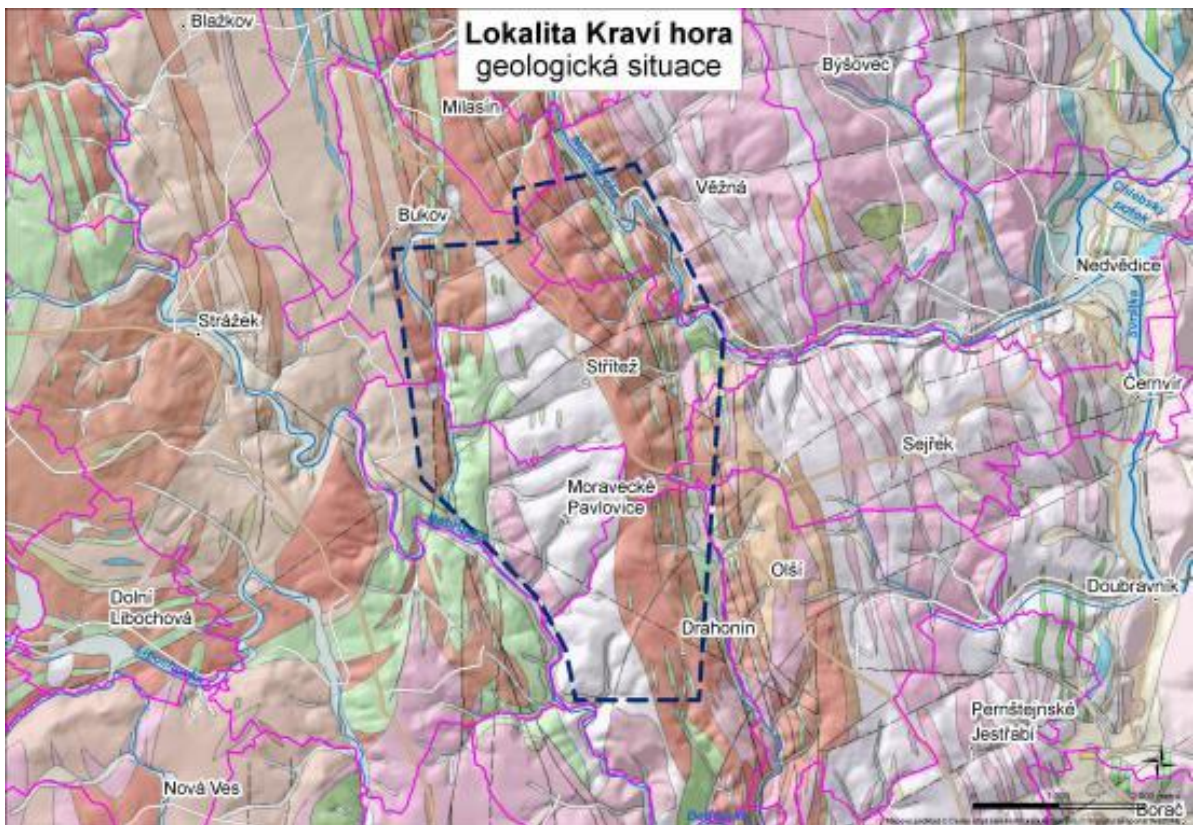 Lokalita Kraví hora
geologická situace
Blažkov
Býšovec
Milasín
Věžná
Bukov
Nedvědice
Strážek
Střítež
Černvír
Sejřek
Moravecké
Pavlovice
Olší
Doubravník
Dolní
Libochová
Drahonín
Pernštejnské
Jestřabí
Nová Ves
Borač